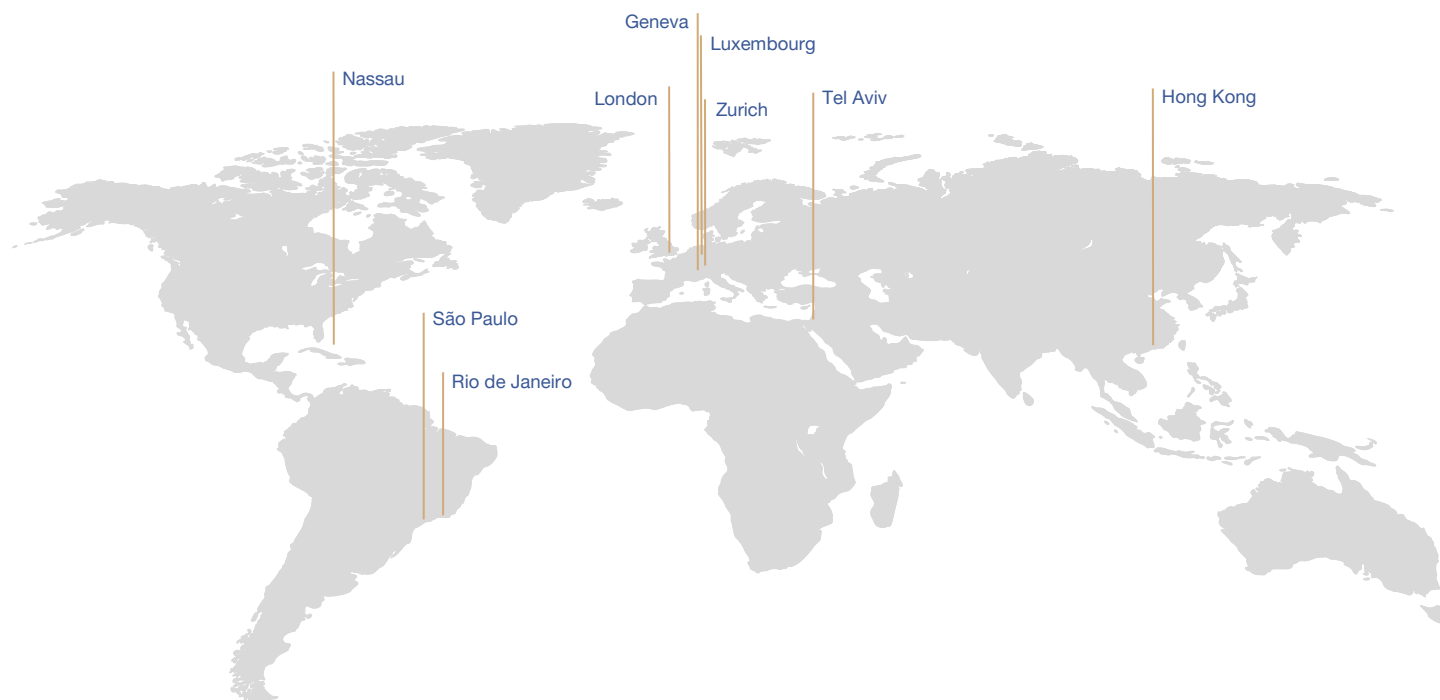 Geneva
Luxembourg
Nassau
London
Zurich
Tel Aviv
Hong Kong
São Paulo
Rio de Janeiro